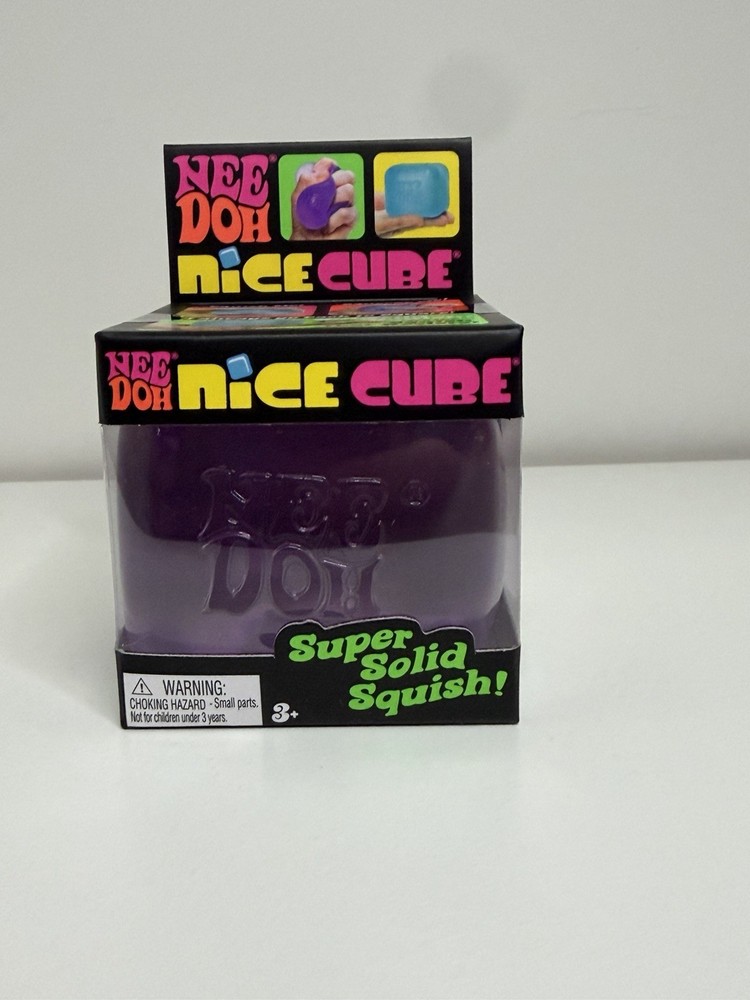 NEE®
DOH
NICE CUBE®
NEE®
DOH NICE CUBE®
NEE®
DOH
Super
Solid
Squish!
⚠ WARNING:
CHOKING HAZARD - Small parts.
Not for children under 3 years.
3+